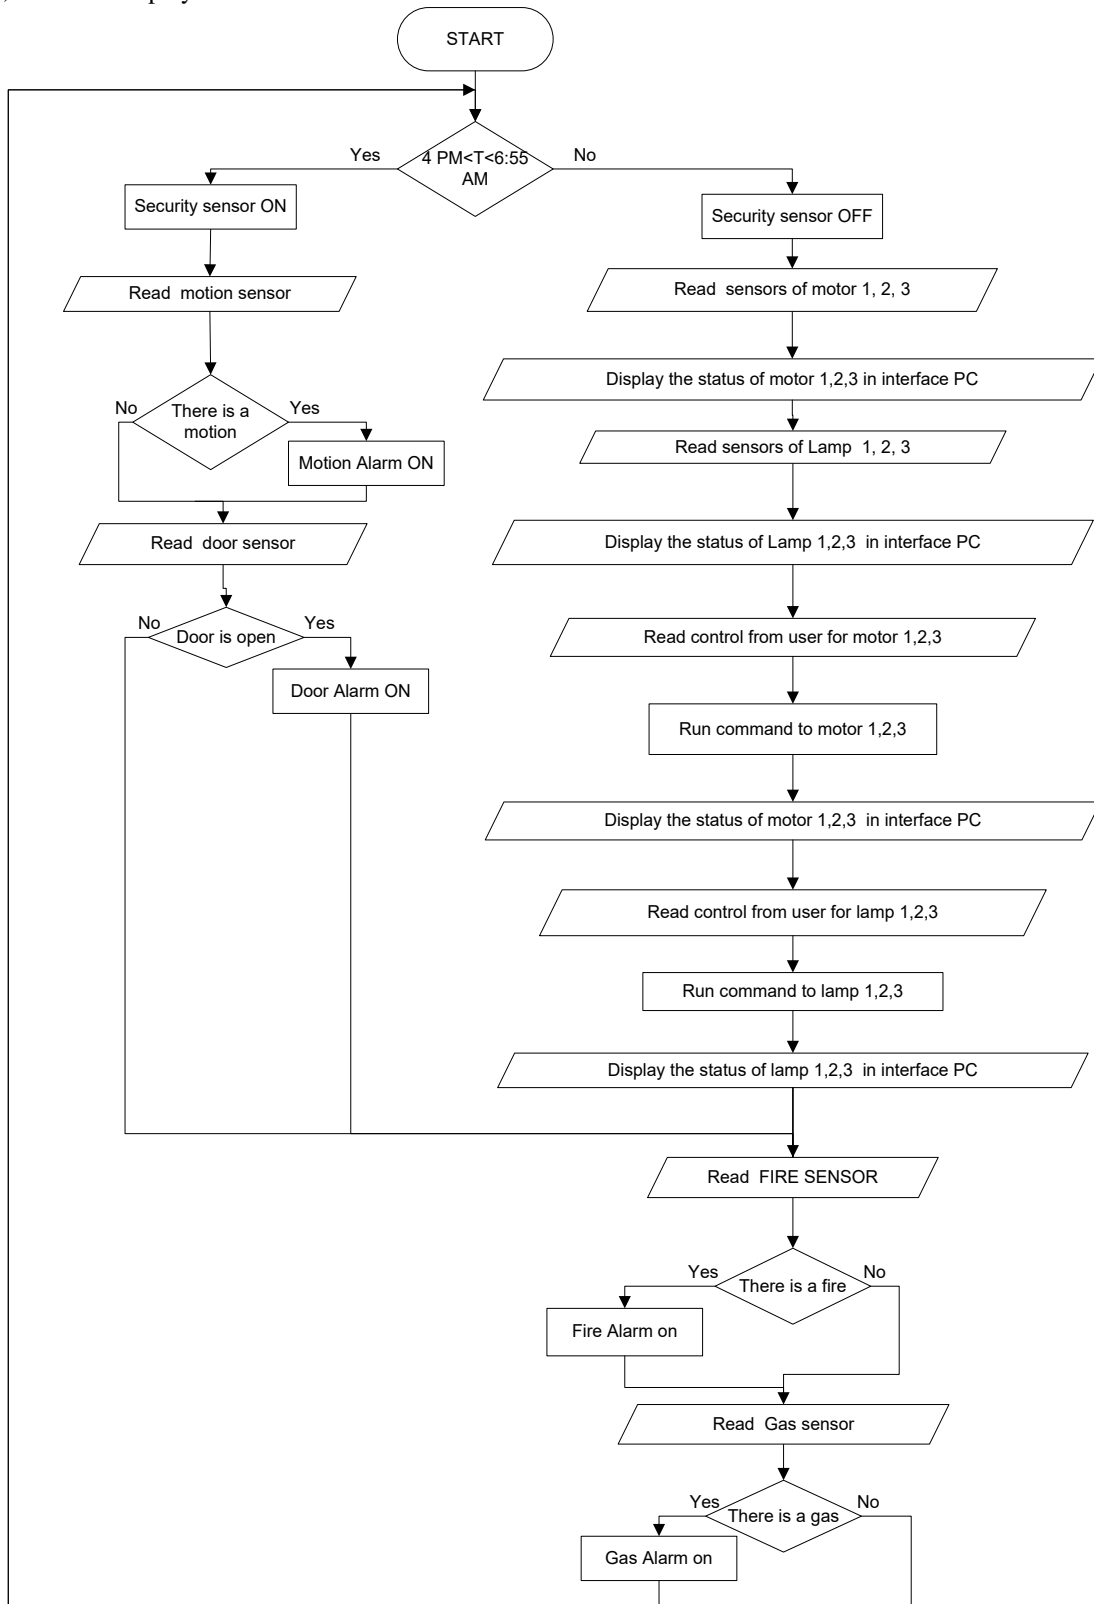 START
4 PM<T<6:55
AM
Yes
No
Security sensor ON
Security sensor OFF
Read motion sensor
Read sensors of motor 1, 2, 3
Display the status of motor 1,2,3 in interface PC
There is a
motion
No
Yes
Motion Alarm ON
Read sensors of Lamp 1, 2, 3
Read door sensor
Display the status of Lamp 1,2,3 in interface PC
Door is open
No
Yes
Door Alarm ON
Read control from user for motor 1,2,3
Run command to motor 1,2,3
Display the status of motor 1,2,3 in interface PC
Read control from user for lamp 1,2,3
Run command to lamp 1,2,3
Display the status of lamp 1,2,3 in interface PC
Read FIRE SENSOR
Yes
There is a fire
No
Fire Alarm on
Read Gas sensor
Yes
There is a gas
No
Gas Alarm on